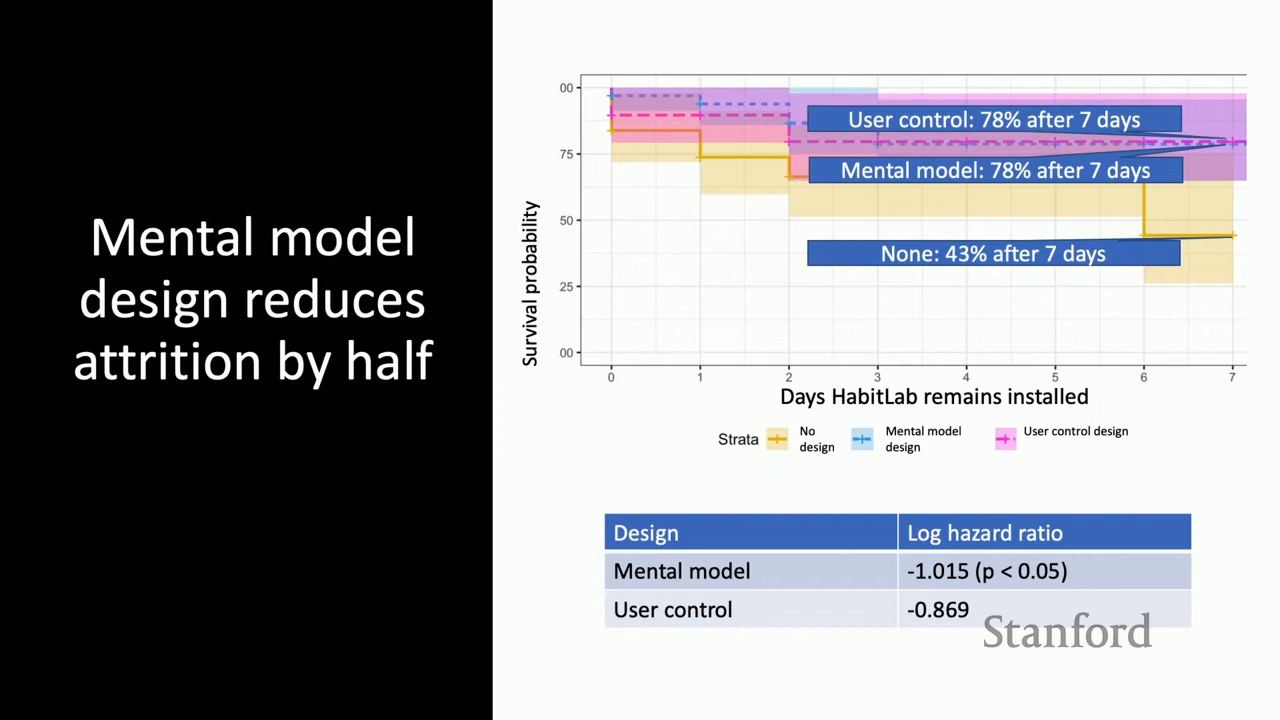 Mental model
design reduces
attrition by half
00
75
50
25
00
Survival probability
User control: 78% after 7 days
Mental model: 78% after 7 days
None: 43% after 7 days
0 1 2 3 4 5 6 7
Days HabitLab remains installed
Strata
No
design
Mental model
design
User control design
Design Log hazard ratio
Mental model -1.015 (p < 0.05)
User control -0.869
Stanford